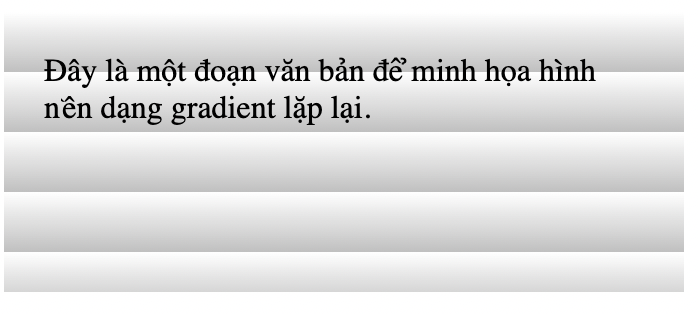 Đây là một đoạn văn bản để minh họa hình
nền dạng gradient lặp lại.